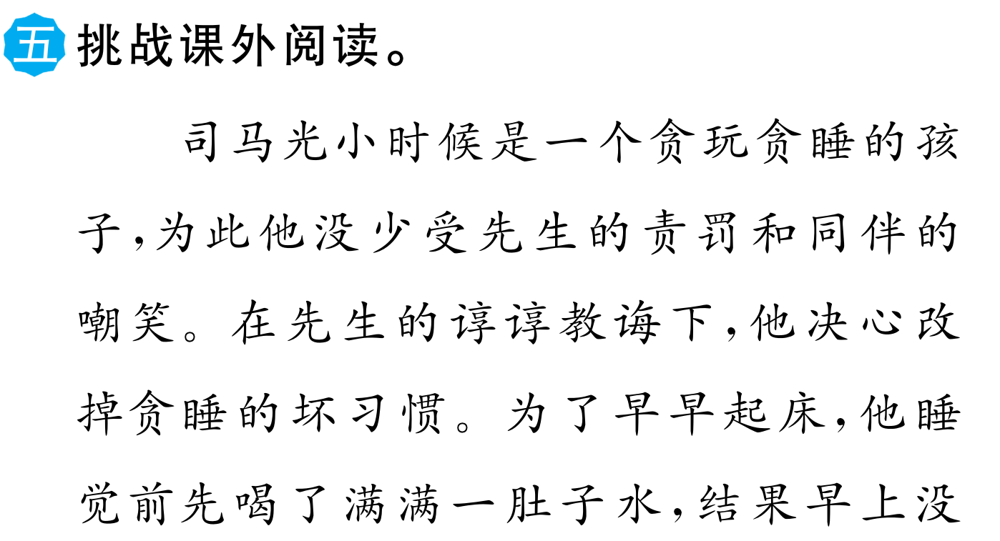 五 挑战课外阅读。
司马光小时候是一个贪玩贪睡的孩
子,为此他没少受先生的责罚和同伴的
嘲笑。在先生的谆谆教诲下,他决心改
掉贪睡的坏习惯。为了早早起床,他睡
觉前先喝了满满一肚子水,结果早上没